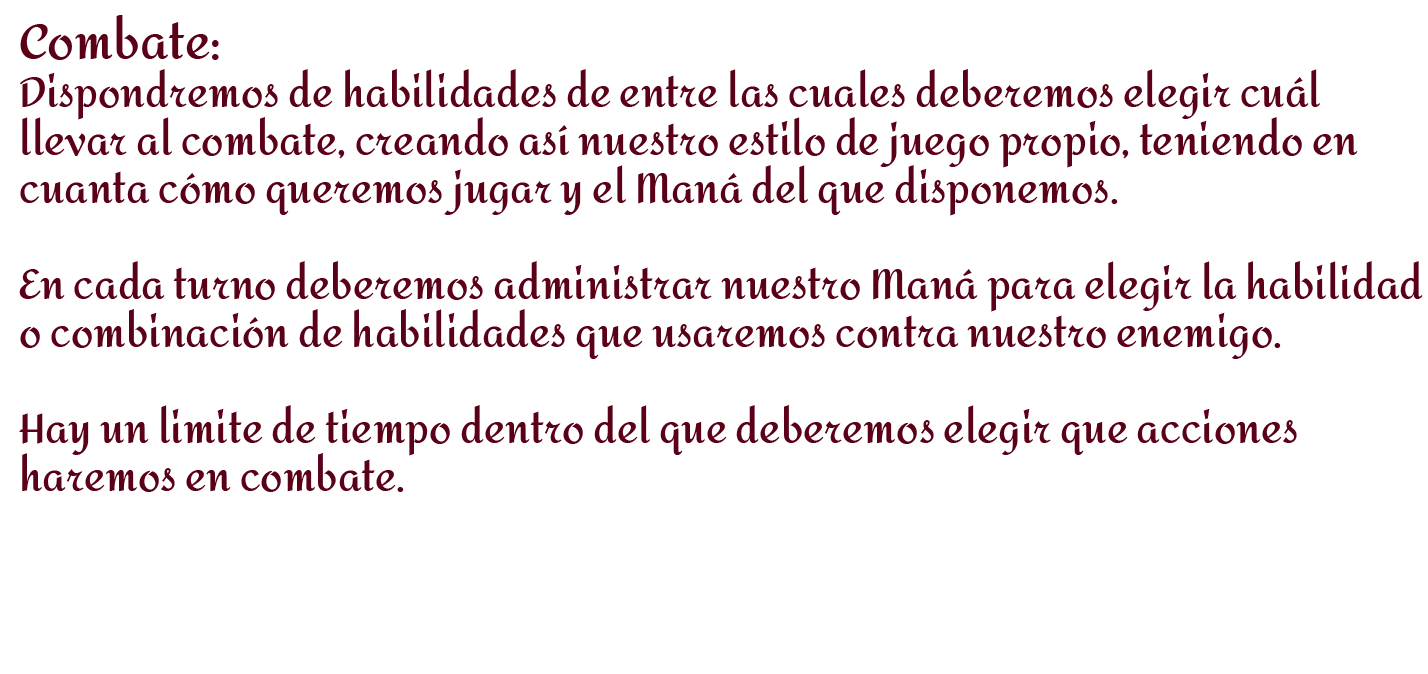 Combate:
Dispondremos de habilidades de entre las cuales deberemos elegir cuál
llevar al combate, creando así nuestro estilo de juego propio, teniendo en
cuanta cómo queremos jugar y el Maná del que disponemos.
En cada turno deberemos administrar nuestro Maná para elegir la habilidad
o combinación de habilidades que usaremos contra nuestro enemigo.
Hay un limite de tiempo dentro del que deberemos elegir que acciones
haremos en combate.